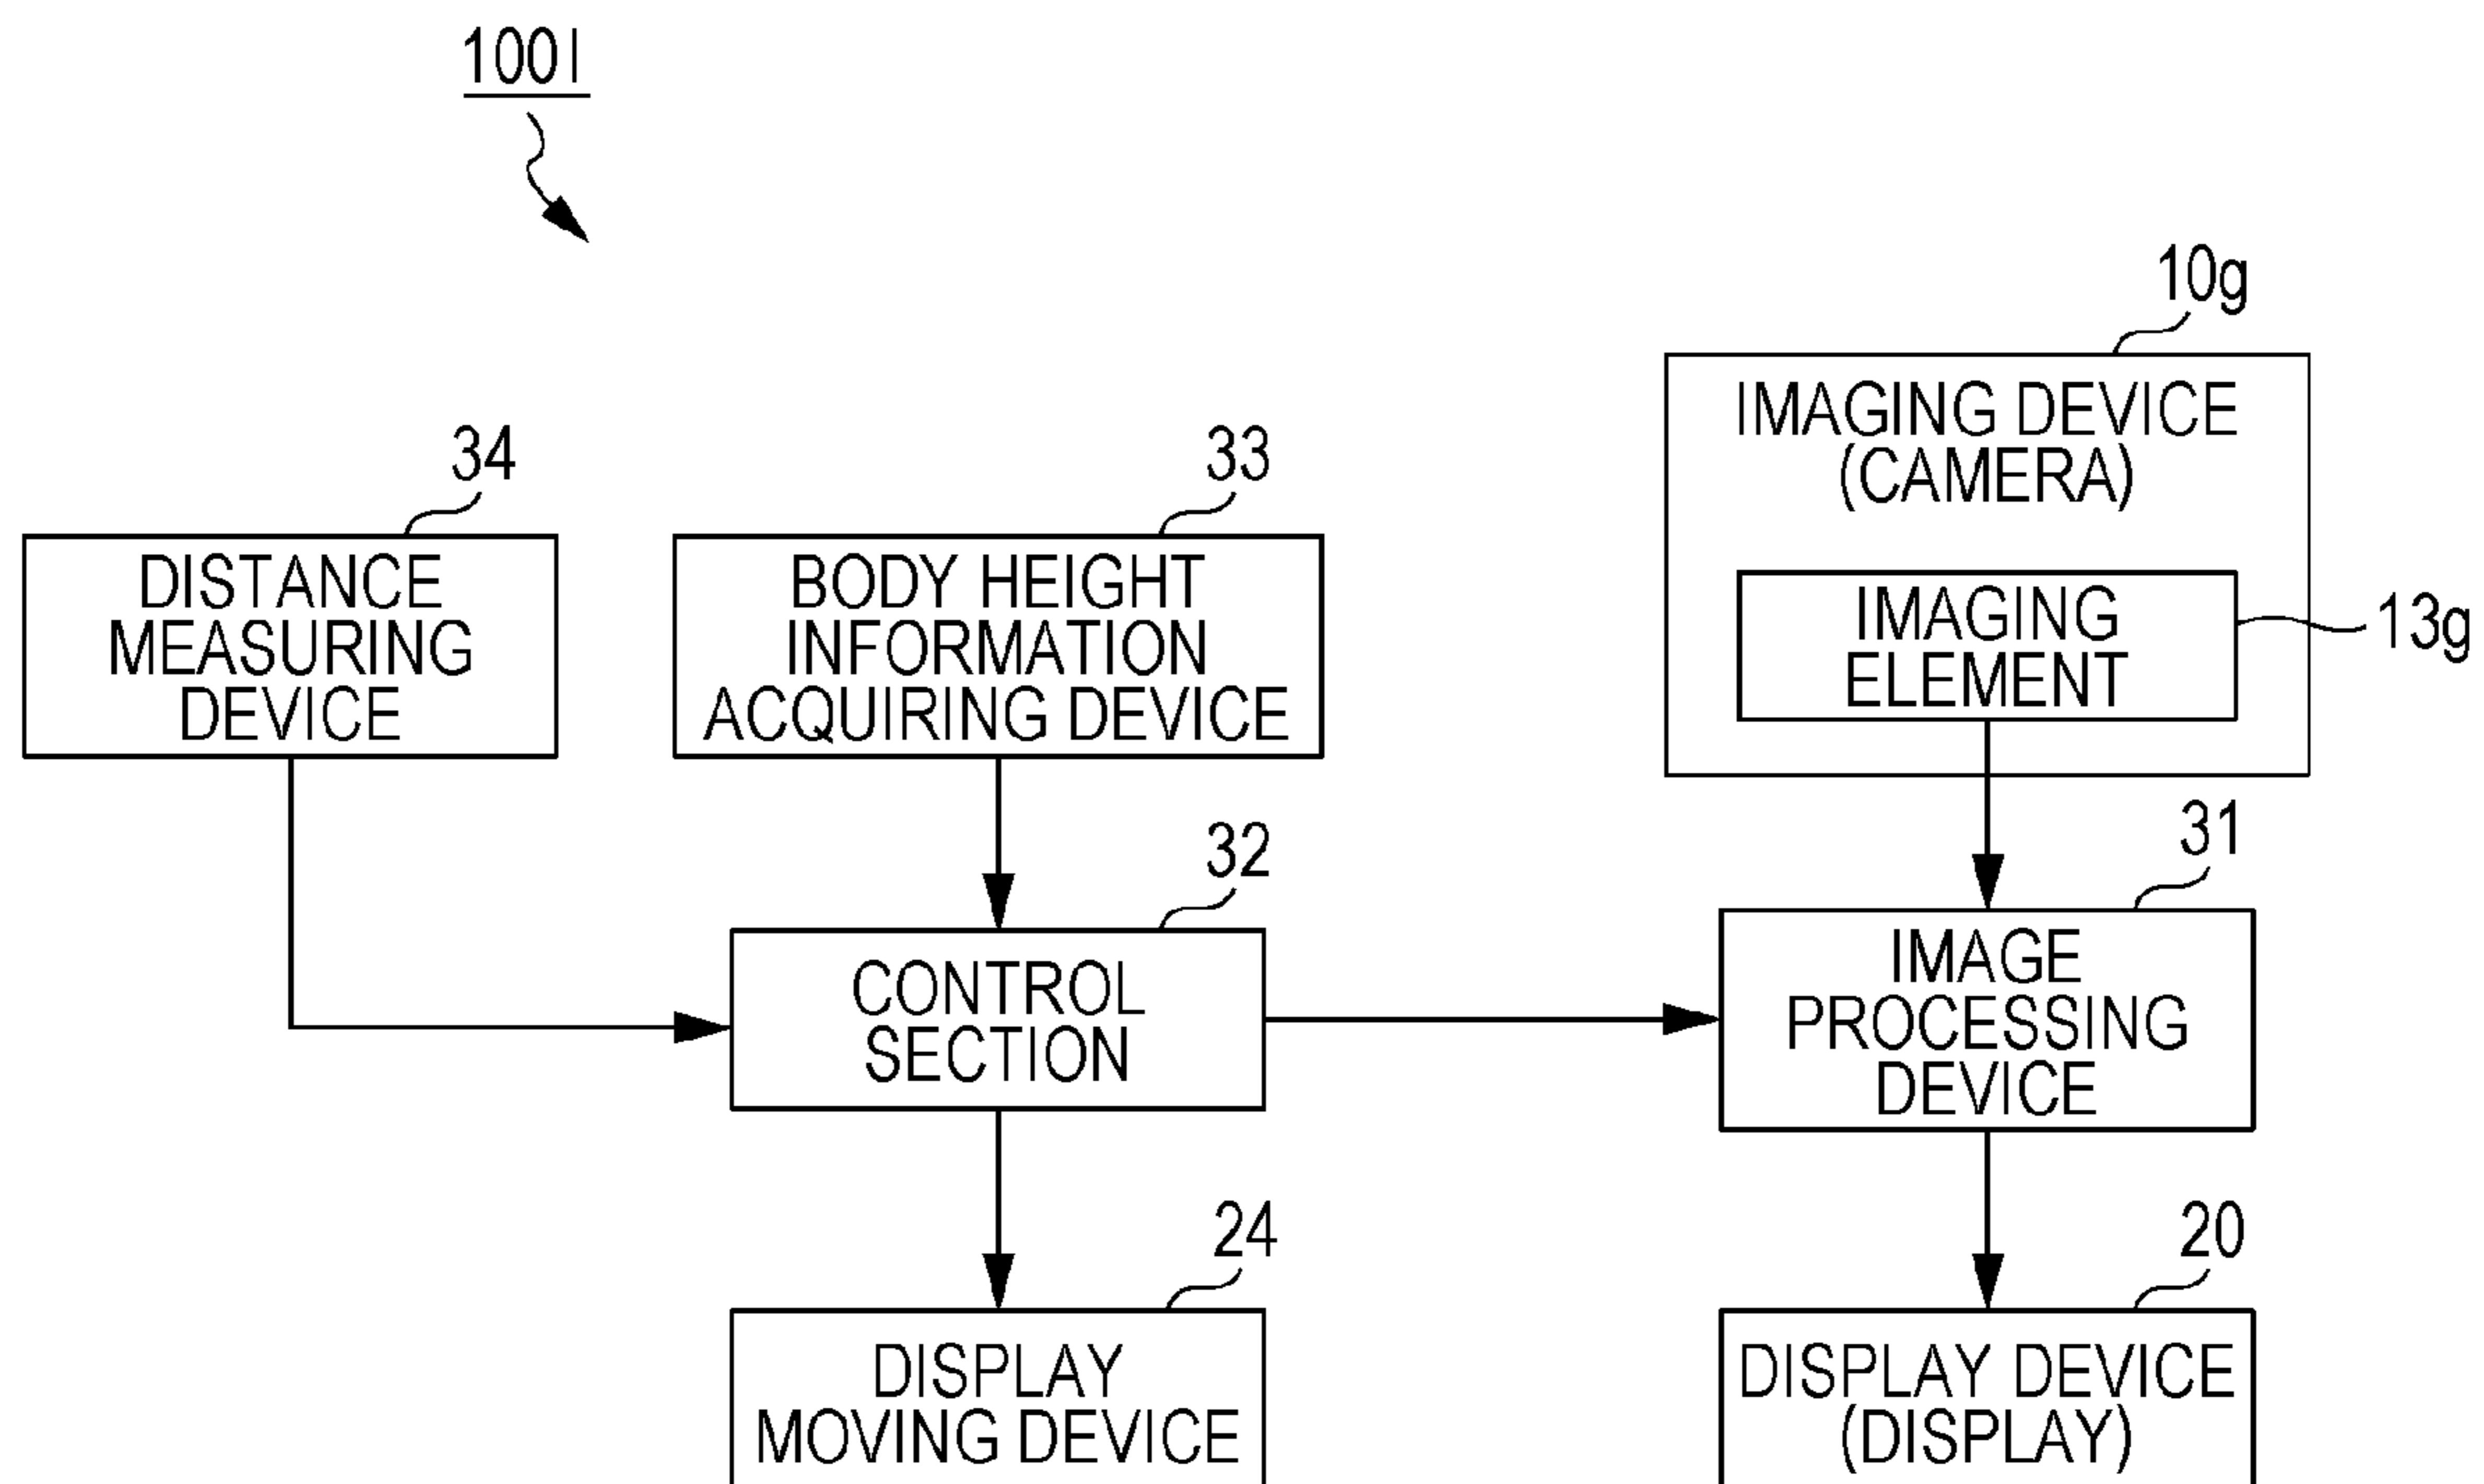 100I
10g
IMAGING DEVICE
(CAMERA)
34
33
DISTANCE
MEASURING
DEVICE
BODY HEIGHT
INFORMATION
ACQUIRING DEVICE
IMAGING
ELEMENT
13g
32
31
CONTROL
SECTION
IMAGE
PROCESSING
DEVICE
24
20
DISPLAY
MOVING DEVICE
DISPLAY DEVICE
(DISPLAY)